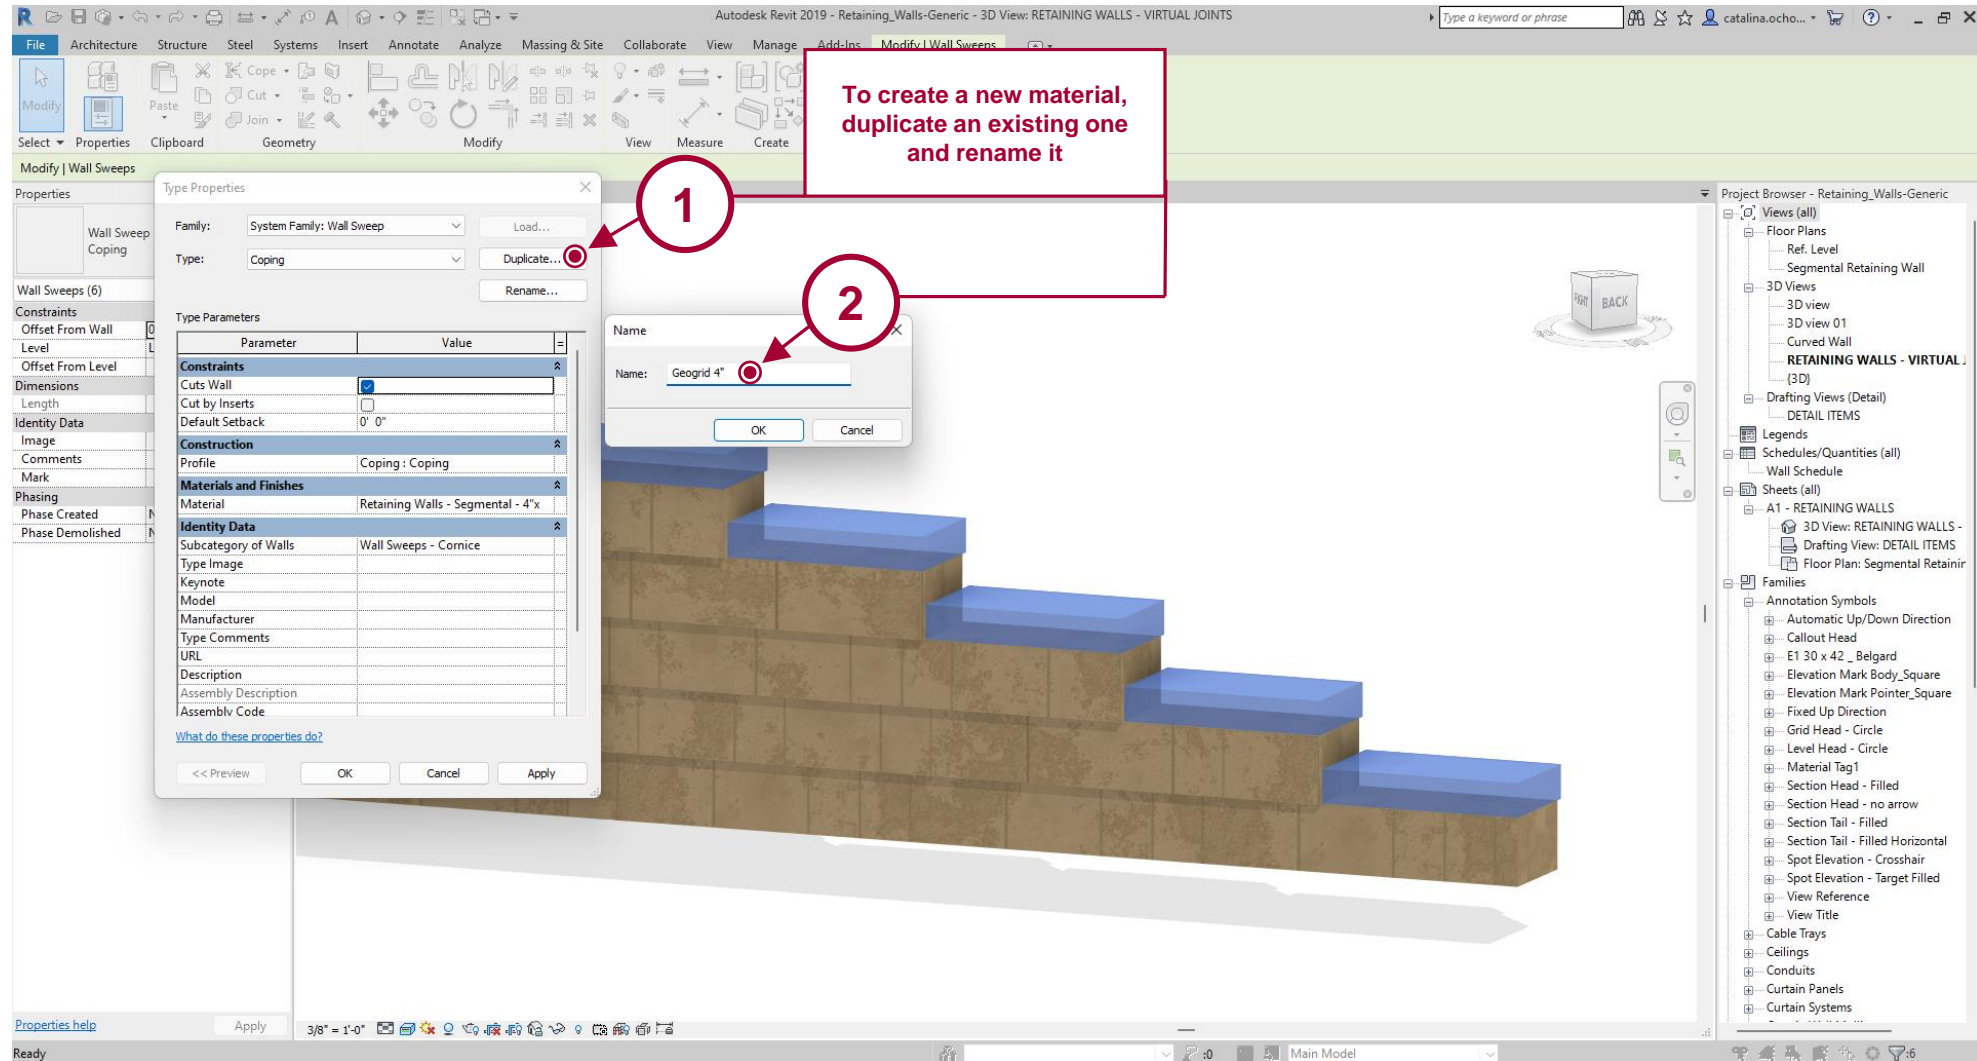 Autodesk Revit 2019 - Retaining_Walls-Generic - 3D View: RETAINING WALLS - VIRTUAL JOINTS
Type a keyword or phrase
catalina.ocho...
File Architecture Structure Steel Systems Insert Annotate Analyze Massing & Site Collaborate View Manage Add-Ins Modify | Wall Sweeps
Modify
Paste
Cope
Cut
Join
Select Properties Clipboard Geometry Modify View Measure Create
To create a new material,
duplicate an existing one
and rename it
Modify | Wall Sweeps
Properties
Wall Sweep
Coping
Wall Sweeps (6)
Constraints
Offset From Wall 0
Level L
Offset From Level
Dimensions
Length
Identity Data
Image
Comments
Mark
Phasing
Phase Created N
Phase Demolished N
Properties help
Apply
Type Properties
Family: System Family: Wall Sweep Load...
Type: Coping Duplicate...
Rename...
Type Parameters
Parameter Value =
Constraints
Cuts Wall
Cut by Inserts
Default Setback 0' 0"
Construction
Profile Coping : Coping
Materials and Finishes
Material Retaining Walls - Segmental - 4"x
Identity Data
Subcategory of Walls Wall Sweeps - Cornice
Type Image
Keynote
Model
Manufacturer
Type Comments
URL
Description
Assembly Description
Assembly Code
What do these properties do?
<< Preview OK Cancel Apply
1
2
Name
Name: Geogrid 4"
OK Cancel
RIGHT BACK
Project Browser - Retaining_Walls-Generic
Views (all)
Floor Plans
Ref. Level
Segmental Retaining Wall
3D Views
3D view
3D view 01
Curved Wall
RETAINING WALLS - VIRTUAL J
{3D}
Drafting Views (Detail)
DETAIL ITEMS
Legends
Schedules/Quantities (all)
Wall Schedule
Sheets (all)
A1 - RETAINING WALLS
3D View: RETAINING WALLS -
Drafting View: DETAIL ITEMS
Floor Plan: Segmental Retainin
Families
Annotation Symbols
Automatic Up/Down Direction
Callout Head
E1 30 x 42 _ Belgard
Elevation Mark Body_Square
Elevation Mark Pointer_Square
Fixed Up Direction
Grid Head - Circle
Level Head - Circle
Material Tag1
Section Head - Filled
Section Head - no arrow
Section Tail - Filled
Section Tail - Filled Horizontal
Spot Elevation - Crosshair
Spot Elevation - Target Filled
View Reference
View Title
Cable Trays
Ceilings
Conduits
Curtain Panels
Curtain Systems
3/8" = 1'-0"
Ready
:0
Main Model
:6